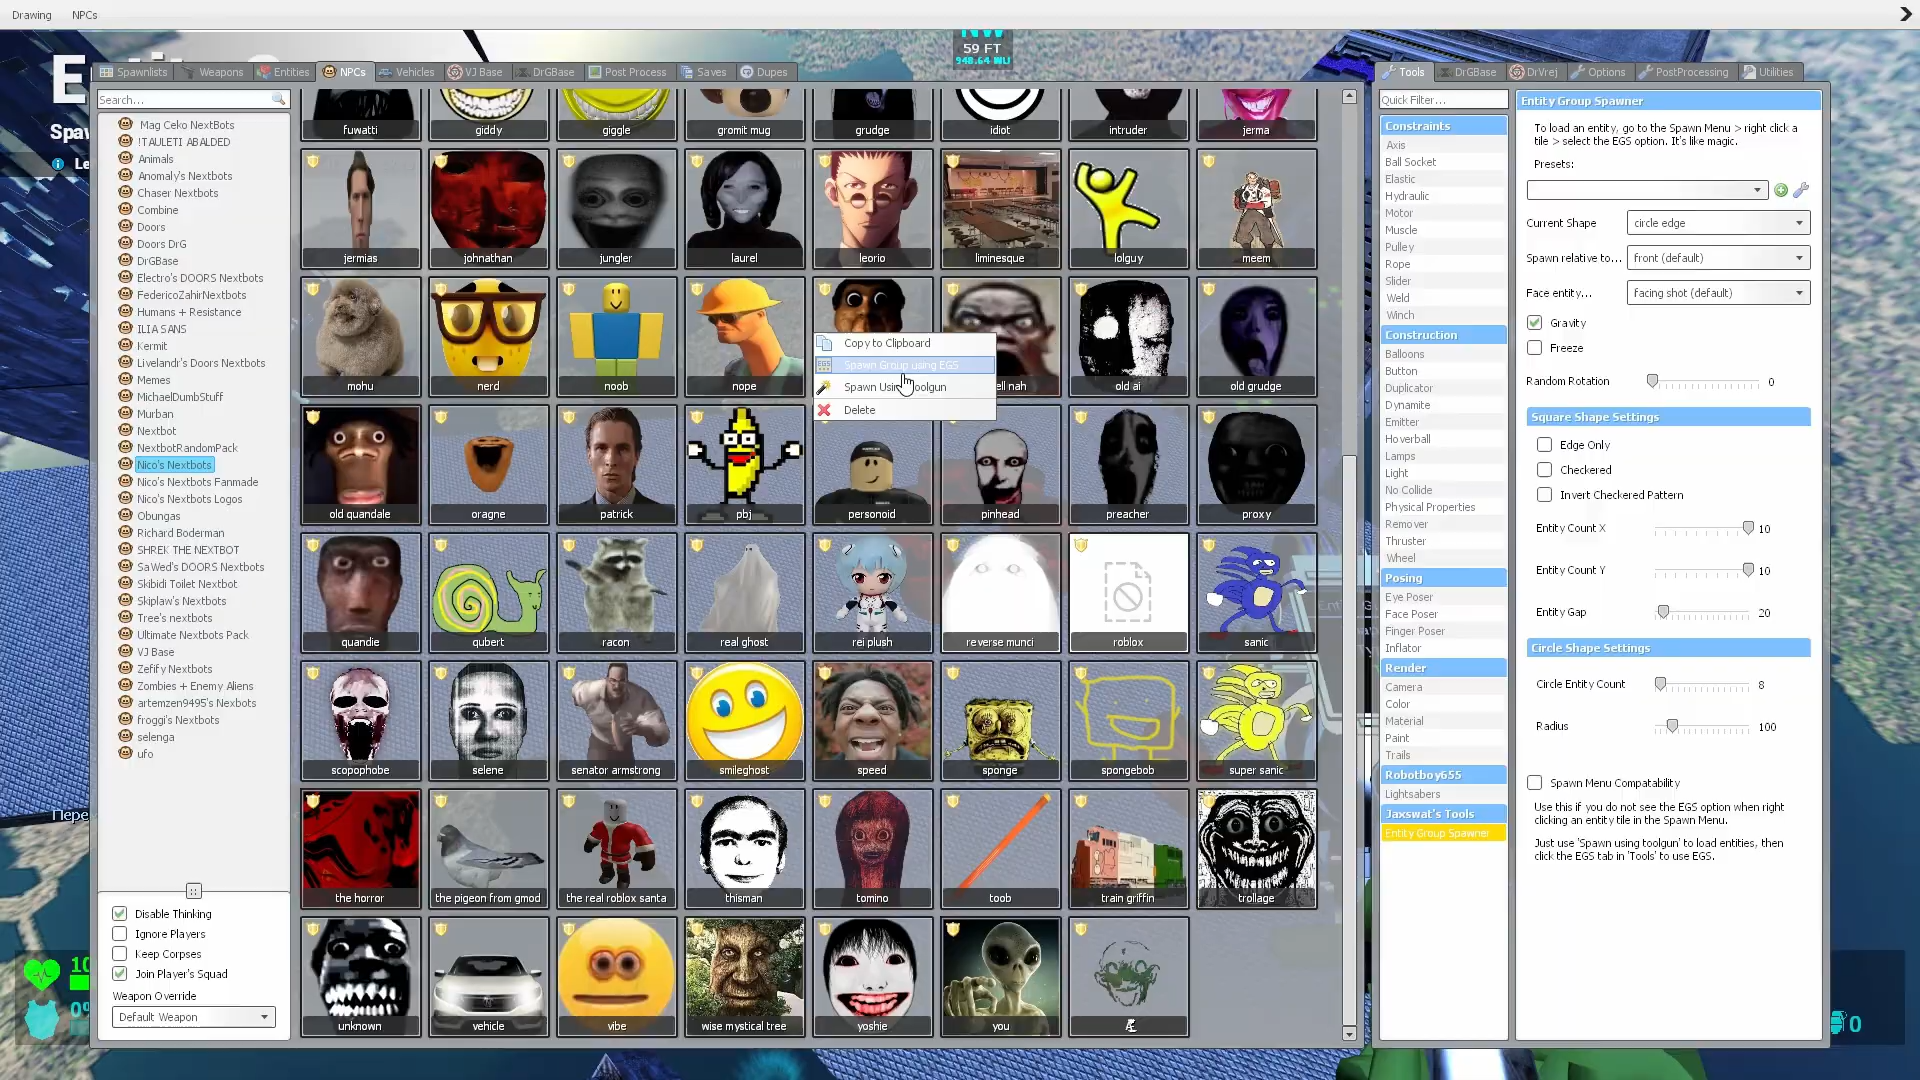 Drawing NPCs
NW
59 FT
948.64 MU
E
Spaw
Le
Spawnlists Weapons Entities NPCs Vehicles VJ Base DrGBase Post Process Saves Dupes
Search...
Mag Ceko NextBots
!TAULETI ABALDED
Animals
Anomaly's Nextbots
Chaser Nextbots
Combine
Doors
Doors DrG
DrGBase
Electro's DOORS Nextbots
FedericoZahirNextbots
Humans + Resistance
ILIA SANS
Kermit
Livelandr's Doors Nextbots
Memes
MichaelDumbStuff
Murban
Nextbot
NextbotRandomPack
Nico's Nextbots
Nico's Nextbots Fanmade
Nico's Nextbots Logos
Obungas
Richard Boderman
SHREK THE NEXTBOT
SaWed's DOORS Nextbots
Skibidi Toilet Nextbot
Skiplaw's Nextbots
Tree's nextbots
Ultimate Nextbots Pack
VJ Base
Zefify Nextbots
Zombies + Enemy Aliens
artemzen9495's Nexbots
froggi's Nextbots
selenga
ufo
Пере
Disable Thinking
Ignore Players
Keep Corpses
Join Player's Squad
Weapon Override
Default Weapon
10
0%
fuwatti giddy giggle gromit mug grudge idiot intruder jerma
jermias johnathan jungler laurel leorio liminesque lolguy meem
mohu nerd noob nope ell nah old ai old grudge
Copy to Clipboard
Spawn Group using EGS
Spawn Using Toolgun
Delete
old quandale oragne patrick pbj personoid pinhead preacher proxy
quandie qubert racon real ghost rei plush reverse munci roblox sanic
scopophobe selene senator armstrong smileghost speed sponge spongebob super sanic
the horror the pigeon from gmod the real roblox santa thisman tomino toob train griffin trollage
unknown vehicle vibe wise mystical tree yoshie you
Tools DrGBase DrVrej Options PostProcessing Utilities
Quick Filter...
Constraints
Axis
Ball Socket
Elastic
Hydraulic
Motor
Muscle
Pulley
Rope
Slider
Weld
Winch
Construction
Balloons
Button
Duplicator
Dynamite
Emitter
Hoverball
Lamps
Light
No Collide
Physical Properties
Remover
Thruster
Wheel
Posing
Eye Poser
Face Poser
Finger Poser
Inflator
Render
Camera
Color
Material
Paint
Trails
Robotboy655
Lightsabers
Jaxswat's Tools
Entity Group Spawner
Entity Group Spawner
To load an entity, go to the Spawn Menu > right click a
tile > select the EGS option. It's like magic.
Presets:
Current Shape circle edge
Spawn relative to... front (default)
Face entity... facing shot (default)
Gravity
Freeze
Random Rotation 0
Square Shape Settings
Edge Only
Checkered
Invert Checkered Pattern
Entity Count X 10
Entity Count Y 10
Entity Gap 20
Circle Shape Settings
Circle Entity Count 8
Radius 100
Spawn Menu Compatability
Use this if you do not see the EGS option when right
clicking an entity tile in the Spawn Menu.
Just use 'Spawn using toolgun' to load entities, then
click the EGS tab in 'Tools' to use EGS.
0